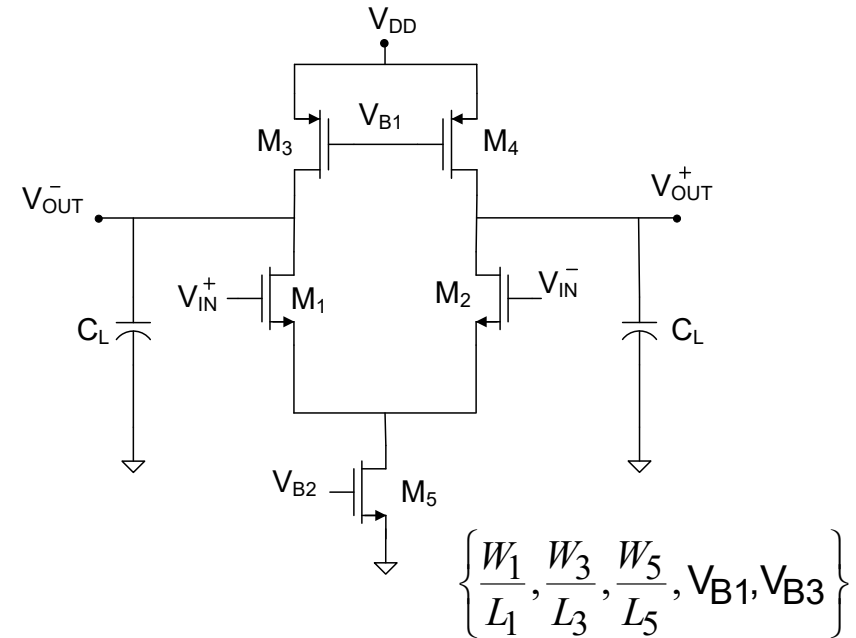 V_DD
M_3 V_B1 M_4
V_OUT^- V_OUT^+
V_IN^+ M_1 M_2 V_IN^-
C_L C_L
V_B2 M_5
{W_1/L_1, W_3/L_3, W_5/L_5, V_B1, V_B3}